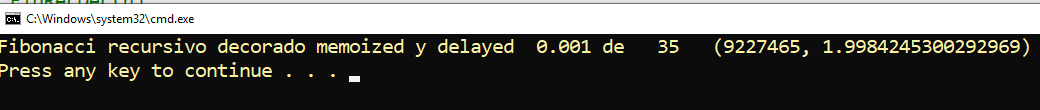 C:\Windows\system32\cmd.exe
Fibonacci recursivo decorado memoized y delayed  0.001 de   35   (9227465, 1.9984245300292969)
Press any key to continue . . .